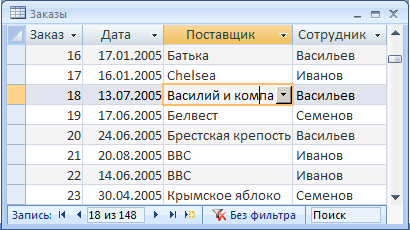 Заказы
Заказ Дата Поставщик Сотрудник
16 17.01.2005 Батька Васильев
17 16.01.2005 Chelsea Иванов
18 13.07.2005 Василий и компа Васильев
19 17.06.2005 Белвест Семенов
20 24.06.2005 Брестская крепость Васильев
21 20.08.2005 BBC Иванов
22 14.06.2005 BBC Иванов
23 30.04.2005 Крымское яблоко Семенов
Запись: 18 из 148 Без фильтра Поиск